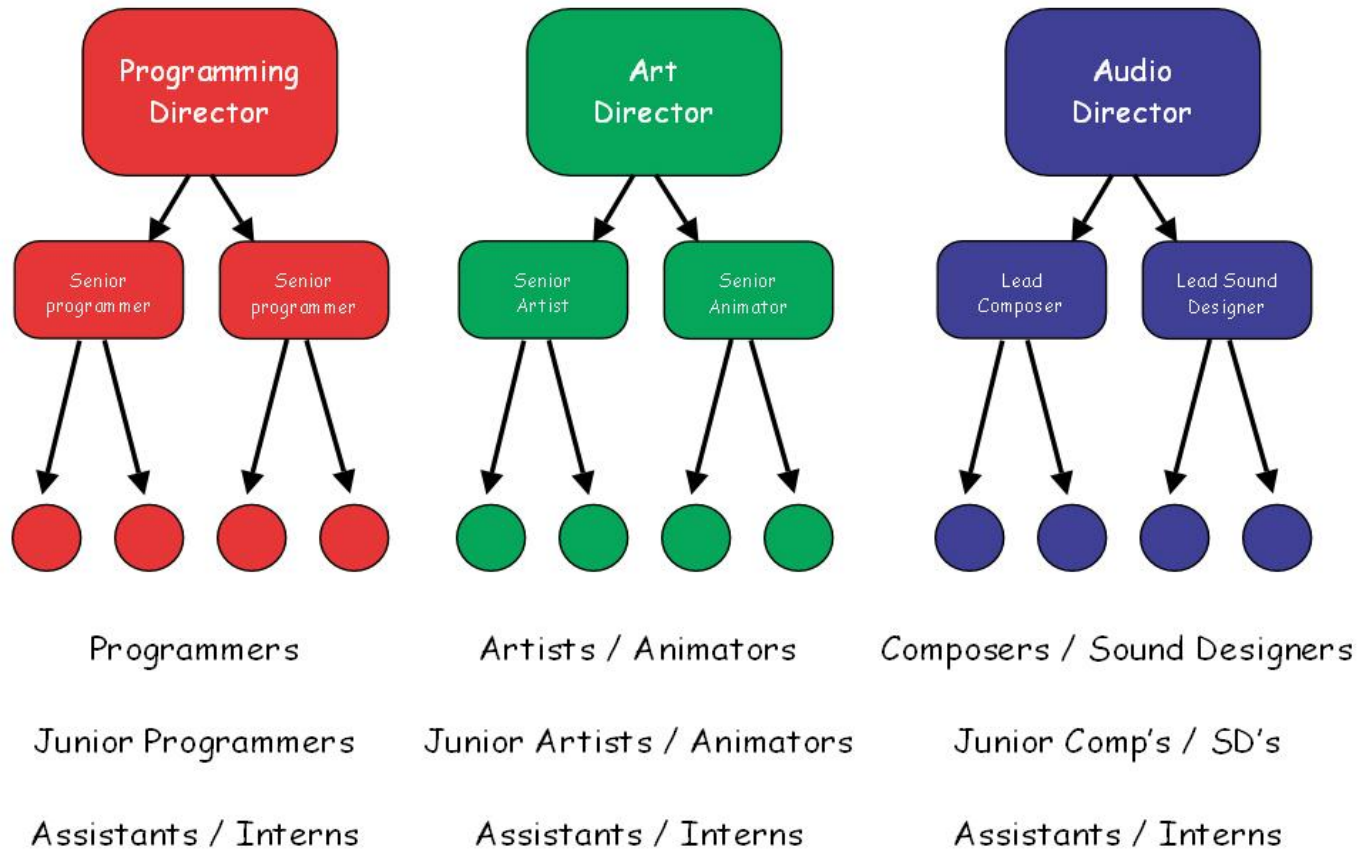 Programming
Director
Art
Director
Audio
Director
Senior
programmer
Senior
programmer
Senior
Artist
Senior
Animator
Lead
Composer
Lead Sound
Designer
Programmers
Artists / Animators
Composers / Sound Designers
Junior Programmers
Junior Artists / Animators
Junior Comp's / SD's
Assistants / Interns
Assistants / Interns
Assistants / Interns